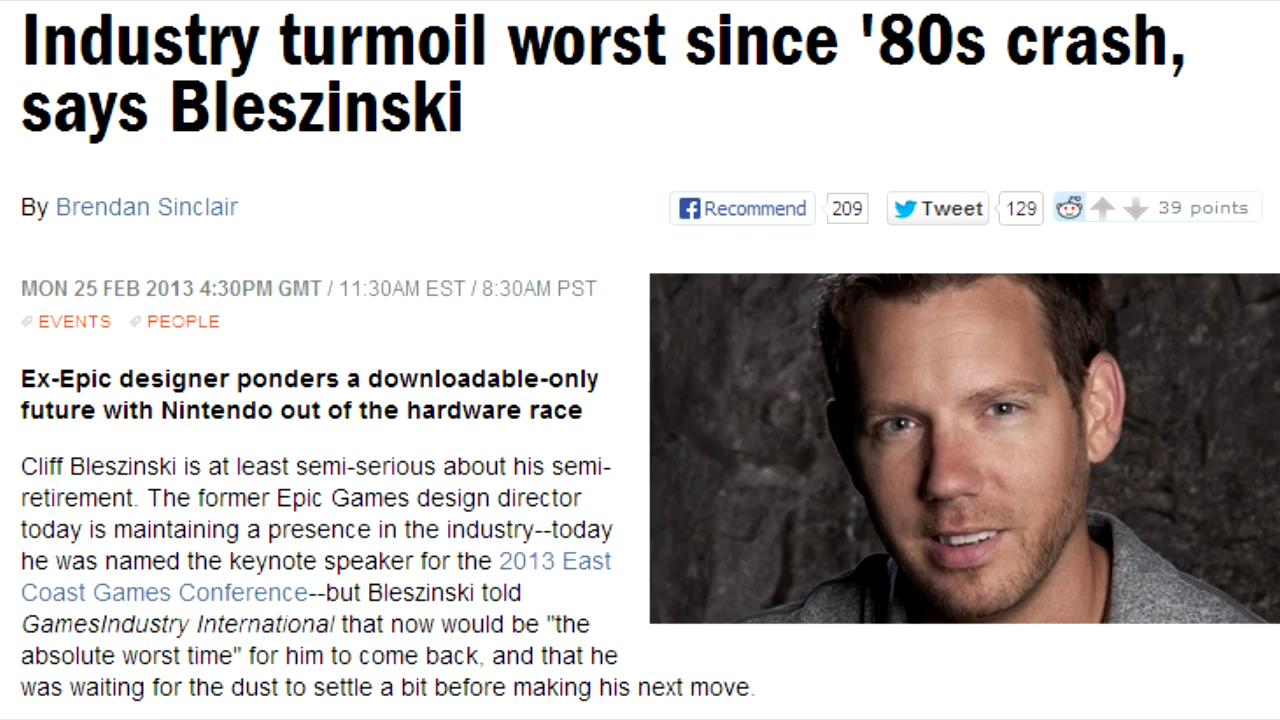 Industry turmoil worst since '80s crash,
says Bleszinski
By Brendan Sinclair
Recommend 209 Tweet 129 39 points
MON 25 FEB 2013 4:30PM GMT / 11:30AM EST / 8:30AM PST
EVENTS PEOPLE
Ex-Epic designer ponders a downloadable-only
future with Nintendo out of the hardware race
Cliff Bleszinski is at least semi-serious about his semi-
retirement. The former Epic Games design director
today is maintaining a presence in the industry--today
he was named the keynote speaker for the 2013 East
Coast Games Conference--but Bleszinski told
GamesIndustry International that now would be "the
absolute worst time" for him to come back, and that he
was waiting for the dust to settle a bit before making his next move.